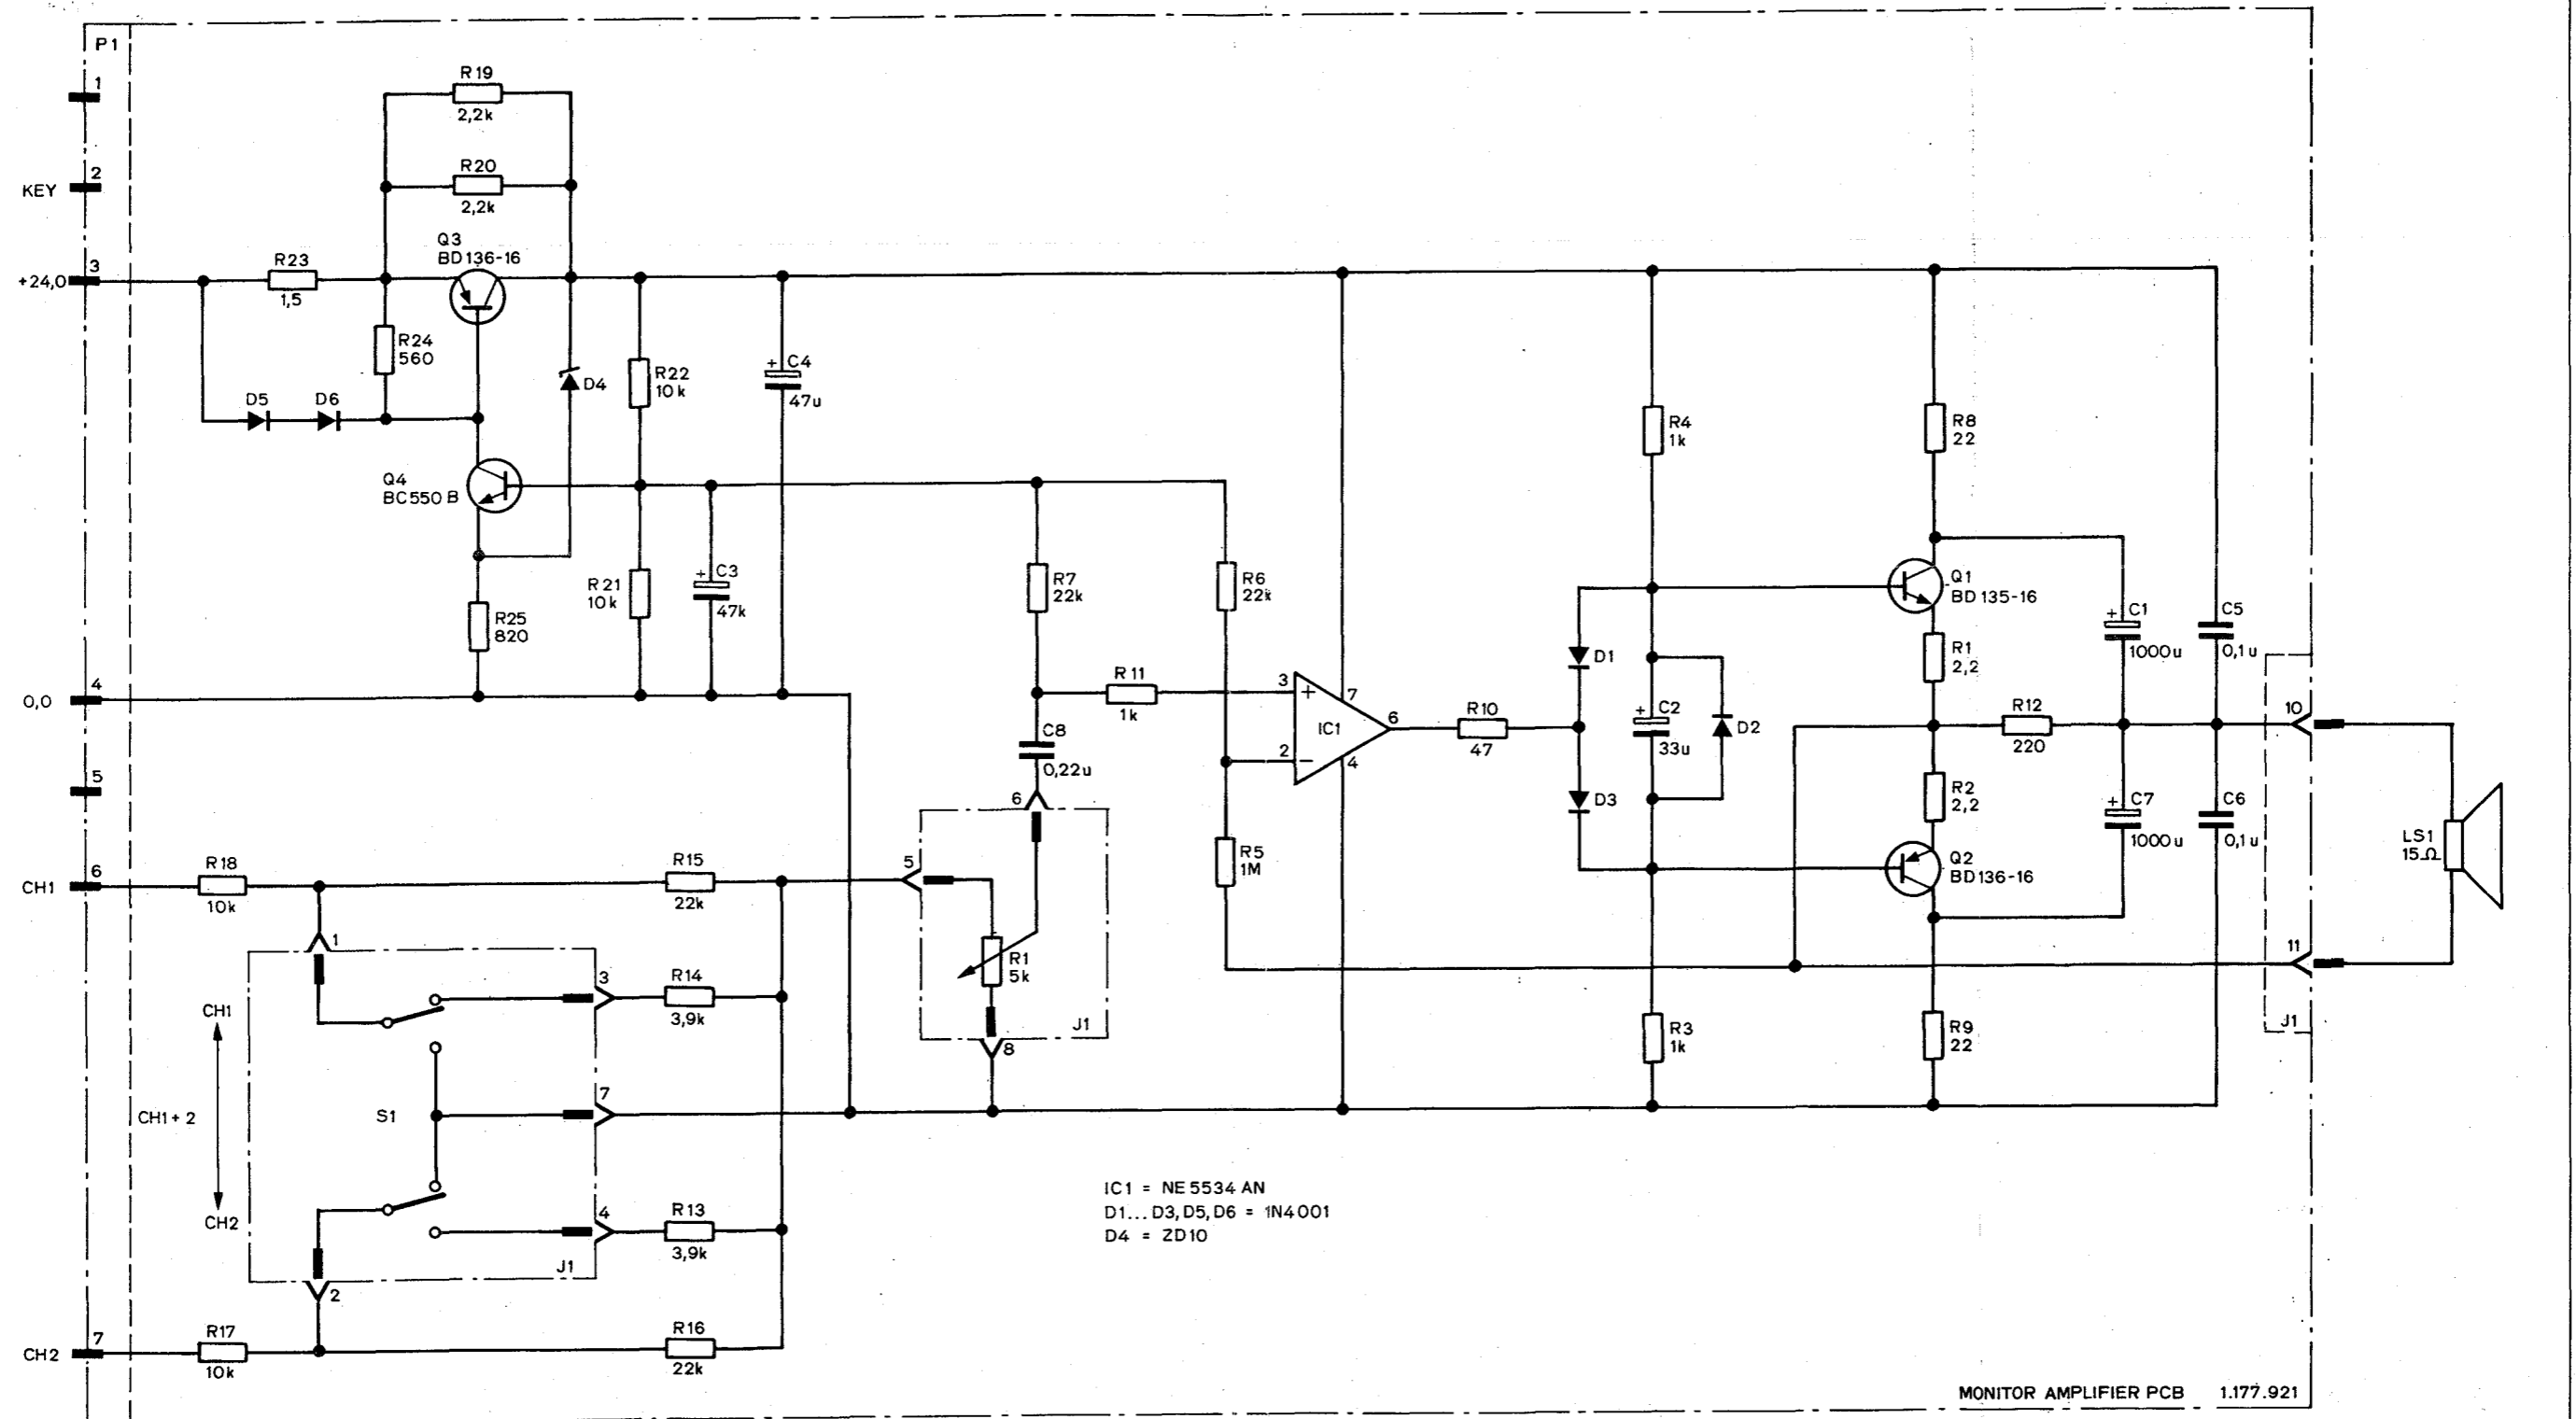 P1
1
2
KEY
3
+24,0
4
0,0
5
6
CH1
7
CH2
R19
2,2k
R20
2,2k
Q3
BD136-16
R23
1,5
R24
560
D5
D6
D4
R22
10k
C4
+
47u
Q4
BC550 B
R25
820
R21
10k
C3
+
47k
R7
22k
R6
22k
R11
1k
C8
0,22u
3
+
2
−
7
4
6
IC1
R5
1M
R10
47
D1
D3
R4
1k
C2
+
33u
D2
R3
1k
R8
22
Q1
BD135-16
R1
2,2
R12
220
R2
2,2
Q2
BD136-16
R9
22
C1
+
1000u
C5
0,1u
C7
+
1000u
C6
0,1u
10
11
J1
LS1
15Ω
R18
10k
R15
22k
1
3
R14
3,9k
CH1
CH1+2
CH2
S1
7
4
R13
3,9k
J1
2
R17
10k
R16
22k
5
6
R1
5k
J1
8
IC1 = NE5534 AN
D1...D3,D5,D6 = 1N4001
D4 = ZD10
MONITOR AMPLIFIER PCB 1.177.921